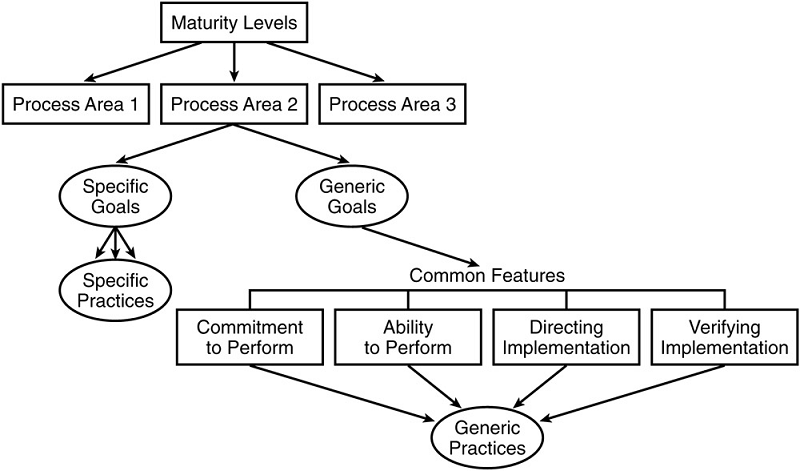 Maturity Levels
Process Area 1
Process Area 2
Process Area 3
Specific
Goals
Generic
Goals
Specific
Practices
Common Features
Commitment
to Perform
Ability
to Perform
Directing
Implementation
Verifying
Implementation
Generic
Practices